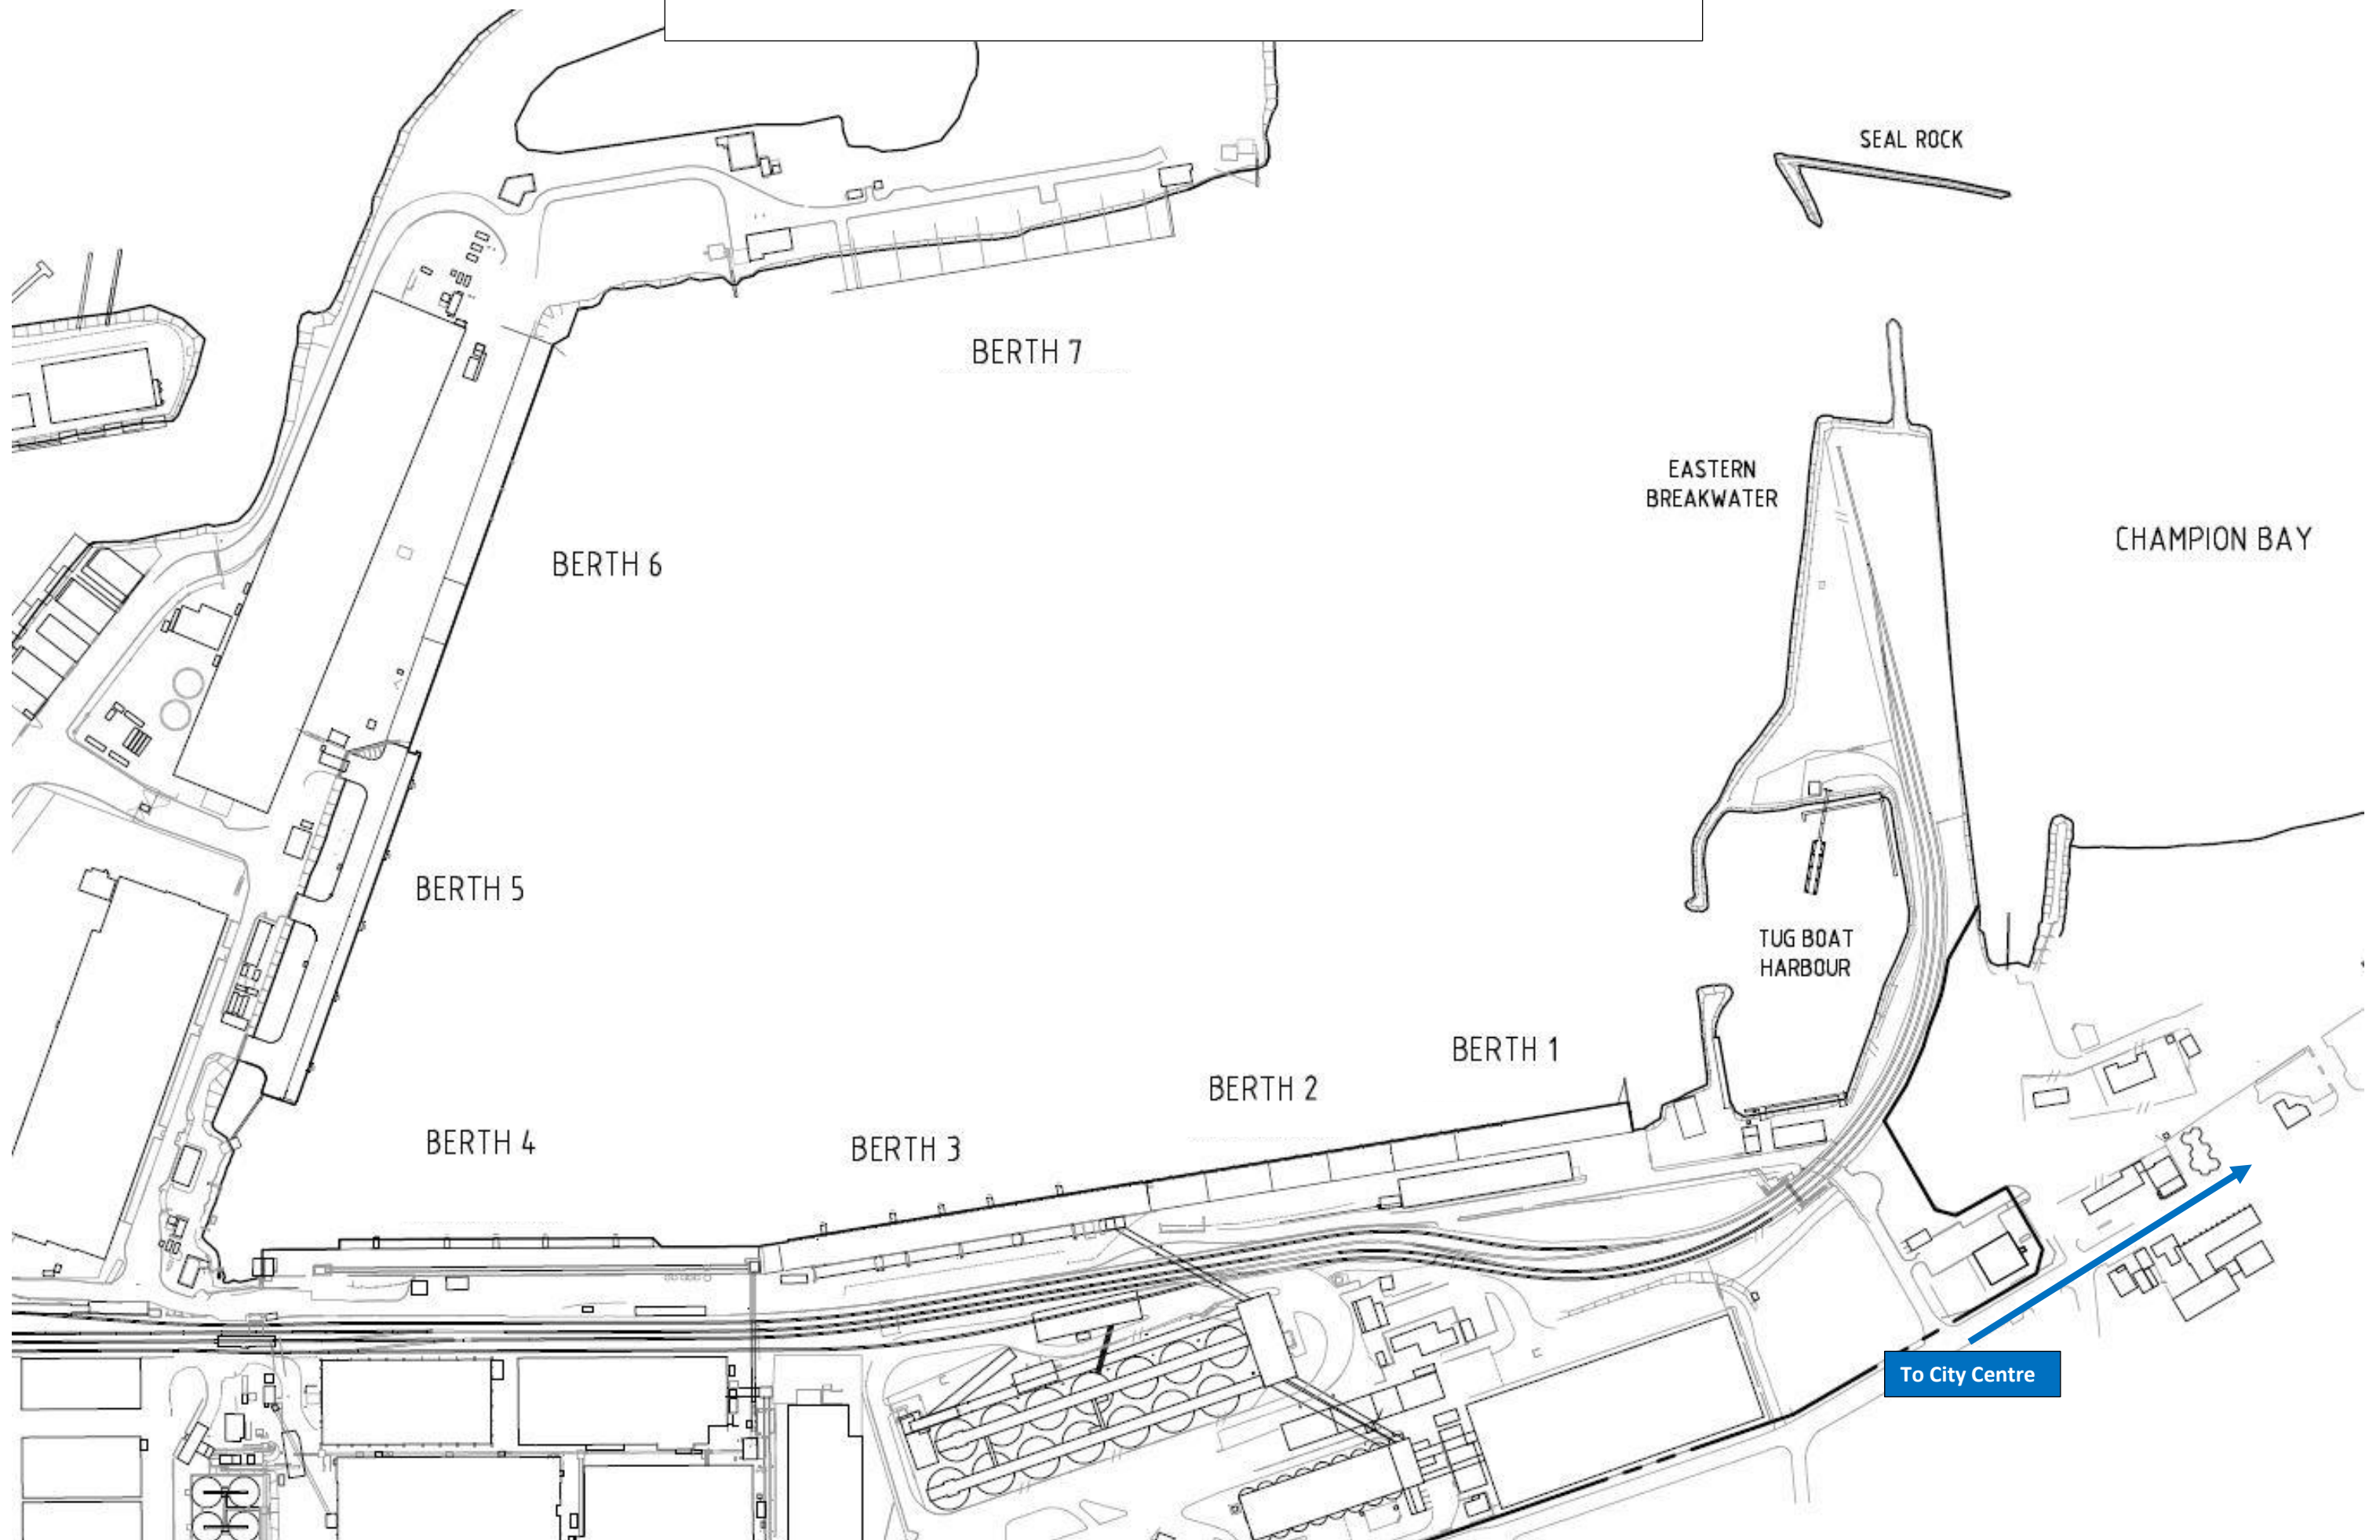 SEAL ROCK
BERTH 7
EASTERN
BREAKWATER
CHAMPION BAY
BERTH 6
BERTH 5
TUG BOAT
HARBOUR
BERTH 1
BERTH 2
BERTH 3
BERTH 4
To City Centre